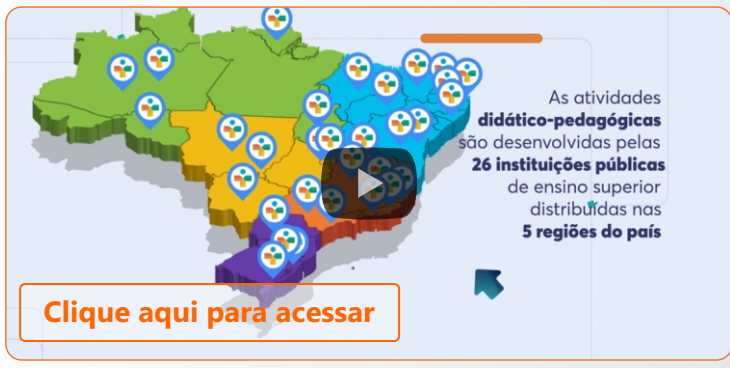 As atividades
didático-pedagógicas
são desenvolvidas pelas
26 instituições públicas
de ensino superior
distribuídas nas
5 regiões do país
Clique aqui para acessar